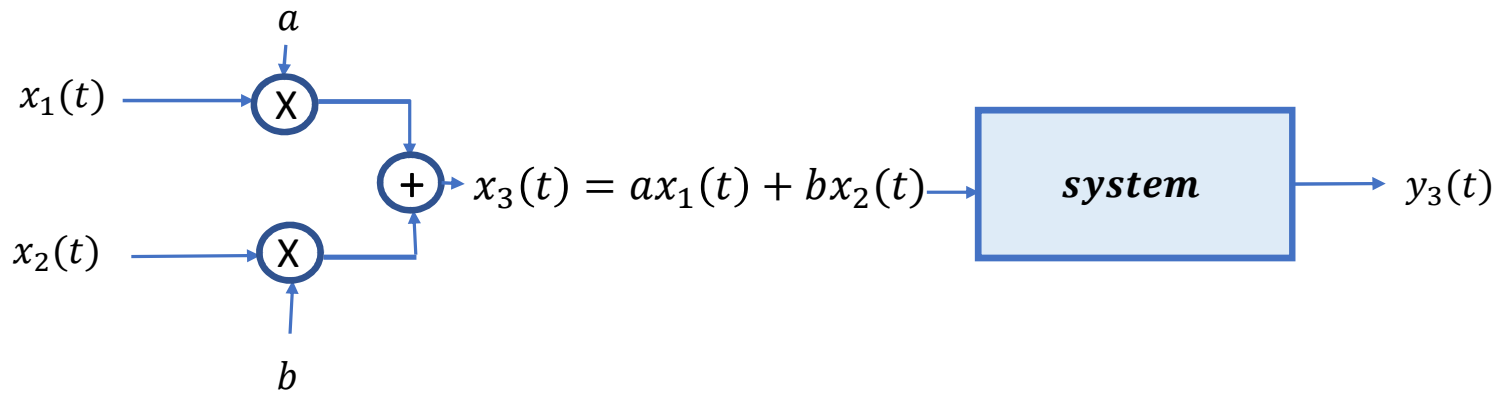 a
x₁(t)
X
+
x₃(t) = ax₁(t) + bx₂(t)
system
y₃(t)
x₂(t)
X
b